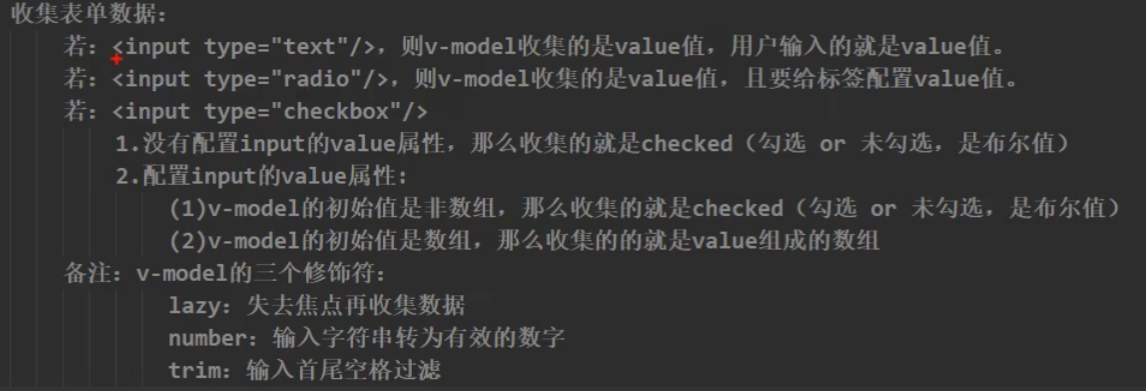 收集表单数据：
若：<input type="text"/>，则v-model收集的是value值，用户输入的就是value值。
若：<input type="radio"/>，则v-model收集的是value值，且要给标签配置value值。
若：<input type="checkbox"/>
1.没有配置input的value属性，那么收集的就是checked（勾选 or 未勾选，是布尔值）
2.配置input的value属性:
(1)v-model的初始值是非数组，那么收集的就是checked（勾选 or 未勾选，是布尔值）
(2)v-model的初始值是数组，那么收集的的就是value组成的数组
备注：v-model的三个修饰符：
lazy：失去焦点再收集数据
number：输入字符串转为有效的数字
trim：输入首尾空格过滤